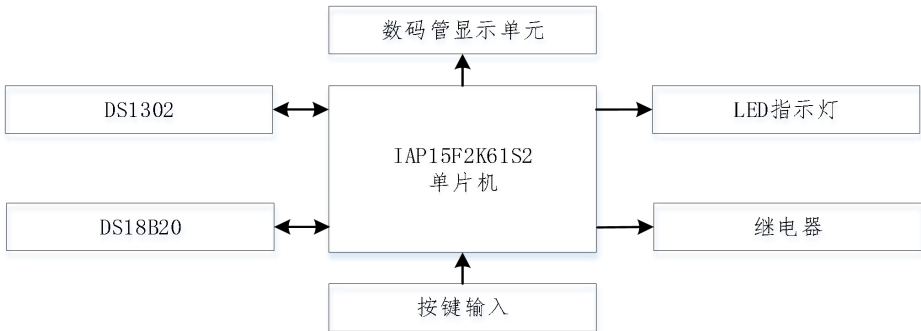 数码管显示单元
DS1302
LED指示灯
IAP15F2K61S2
单片机
DS18B20
继电器
按键输入